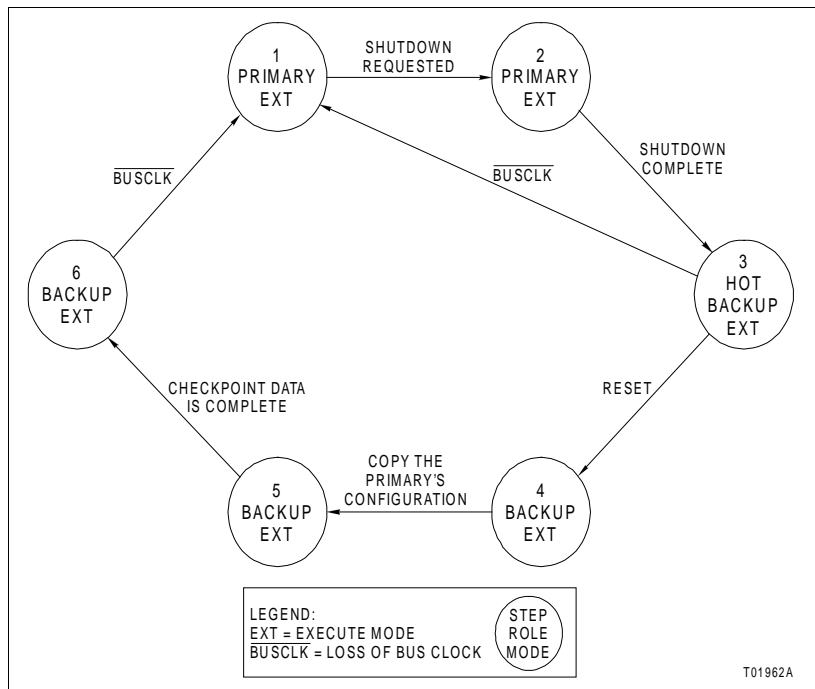 1
PRIMARY
EXT
SHUTDOWN
REQUESTED
2
PRIMARY
EXT
SHUTDOWN
COMPLETE
BUSCLK
BUSCLK
3
HOT
BACKUP
EXT
6
BACKUP
EXT
RESET
CHECKPOINT DATA
IS COMPLETE
COPY THE
PRIMARY'S
CONFIGURATION
5
BACKUP
EXT
4
BACKUP
EXT
LEGEND:
EXT = EXECUTE MODE
BUSCLK = LOSS OF BUS CLOCK
STEP
ROLE
MODE
T01962A